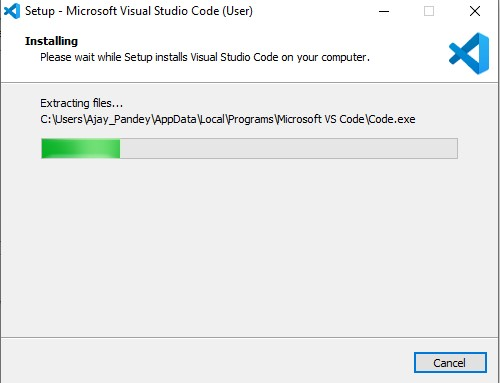 Setup - Microsoft Visual Studio Code (User)
Installing
Please wait while Setup installs Visual Studio Code on your computer.
Extracting files...
C:\Users\Ajay_Pandey\AppData\Local\Programs\Microsoft VS Code\Code.exe
Cancel